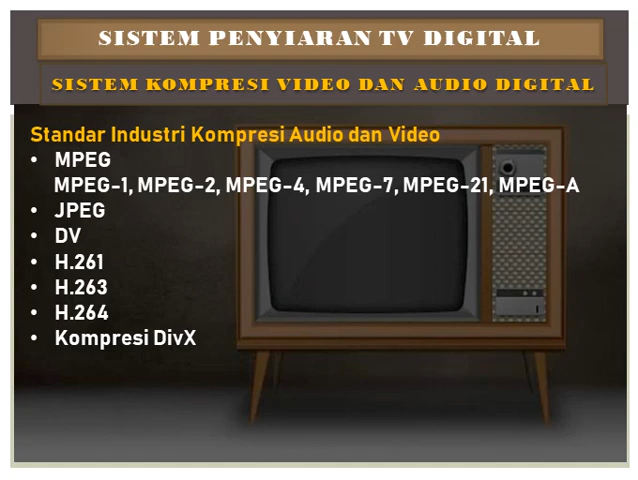 SISTEM PENYIARAN TV DIGITAL
SISTEM KOMPRESI VIDEO DAN AUDIO DIGITAL
Standar Industri Kompresi Audio dan Video
• MPEG
MPEG-1, MPEG-2, MPEG-4, MPEG-7, MPEG-21, MPEG-A
• JPEG
• DV
• H.261
• H.263
• H.264
• Kompresi DivX